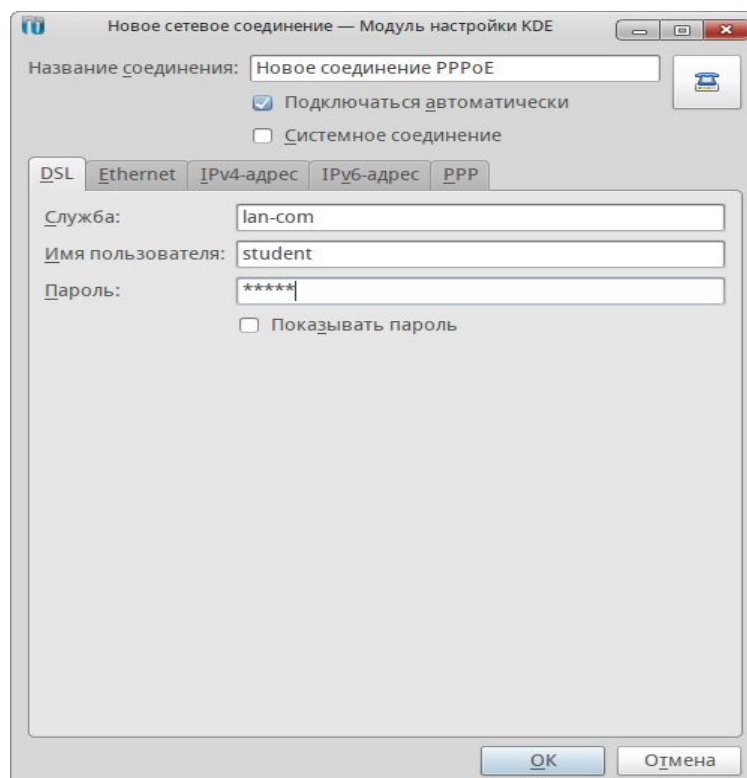 Новое сетевое соединение — Модуль настройки KDE
Название соединения: Новое соединение PPPoE
Подключаться автоматически
Системное соединение
DSL Ethernet IPv4-адрес IPv6-адрес PPP
Служба: lan-com
Имя пользователя: student
Пароль: *****
Показывать пароль
OK Отмена